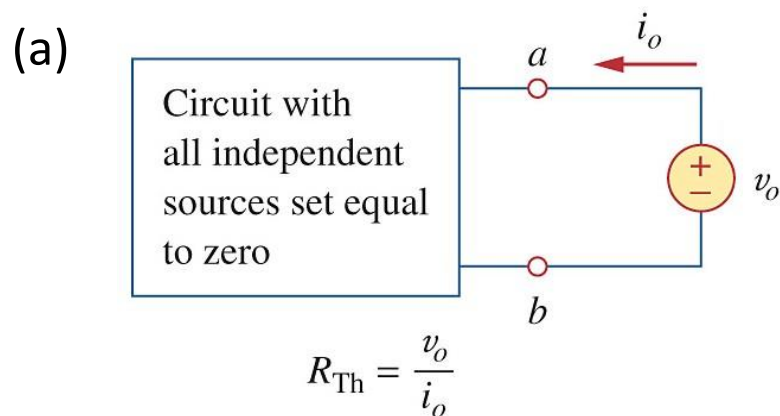 (a)
i_o
a
Circuit with
all independent
sources set equal
to zero
+
−
v_o
b
R_Th = v_o / i_o